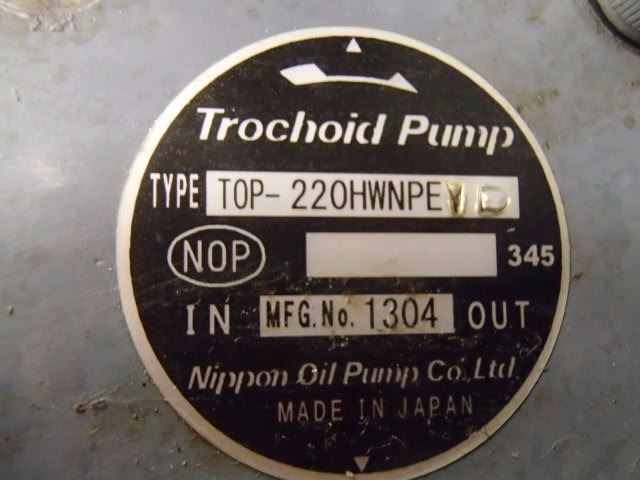 Trochoid Pump
TYPE TOP-220HWNPEVD
NOP 345
IN MFG.No. 1304 OUT
Nippon Oil Pump Co., Ltd.
MADE IN JAPAN